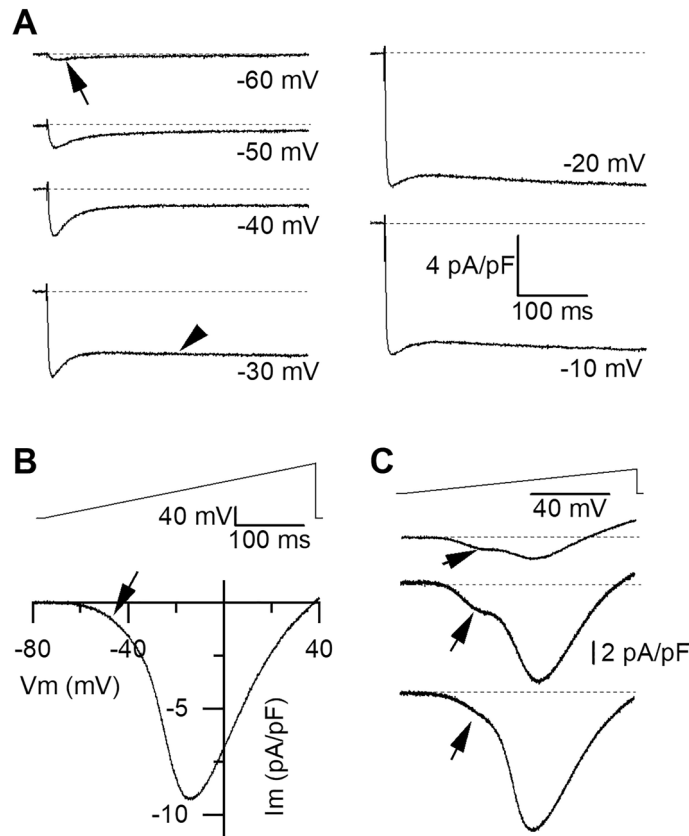 A
-60 mV
-50 mV
-40 mV
-30 mV
-20 mV
4 pA/pF
100 ms
-10 mV
B
40 mV
100 ms
-80
-40
40
Vm (mV)
-5
-10
Im (pA/pF)
C
40 mV
2 pA/pF